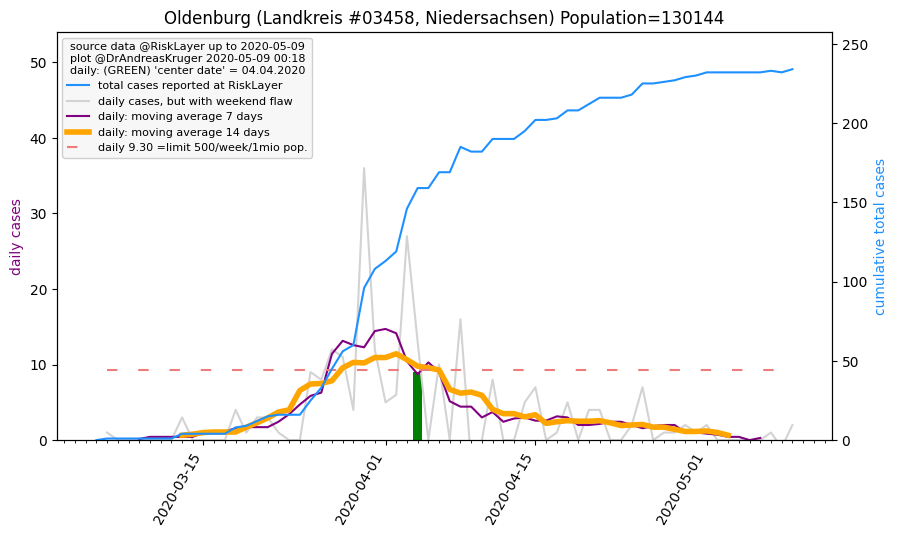 Oldenburg (Landkreis #03458, Niedersachsen) Population=130144
source data @RiskLayer up to 2020-05-09
plot @DrAndreasKruger 2020-05-09 00:18
daily: (GREEN) 'center date' = 04.04.2020
total cases reported at RiskLayer
daily cases, but with weekend flaw
daily: moving average 7 days
daily: moving average 14 days
daily 9.30 =limit 500/week/1mio pop.
daily cases
50
40
30
20
10
0
250
200
150
100
50
0
cumulative total cases
2020-03-15
2020-04-01
2020-04-15
2020-05-01